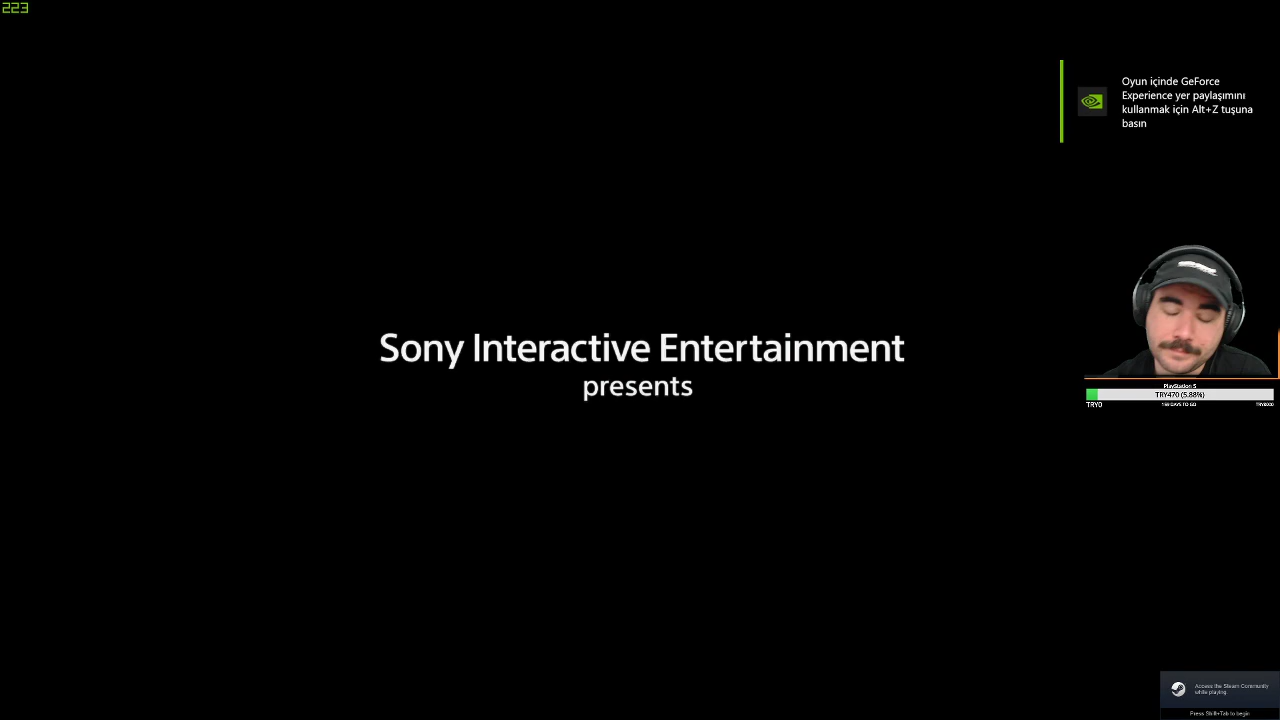 223
Oyun içinde GeForce
Experience yer paylaşımını
kullanmak için Alt+Z tuşuna
basın
Sony Interactive Entertainment
presents
PlayStation 5
TRY470 (5.88%)
TRY0
TRY8000
Access the Steam Community
while playing.
Press Shift+Tab to begin